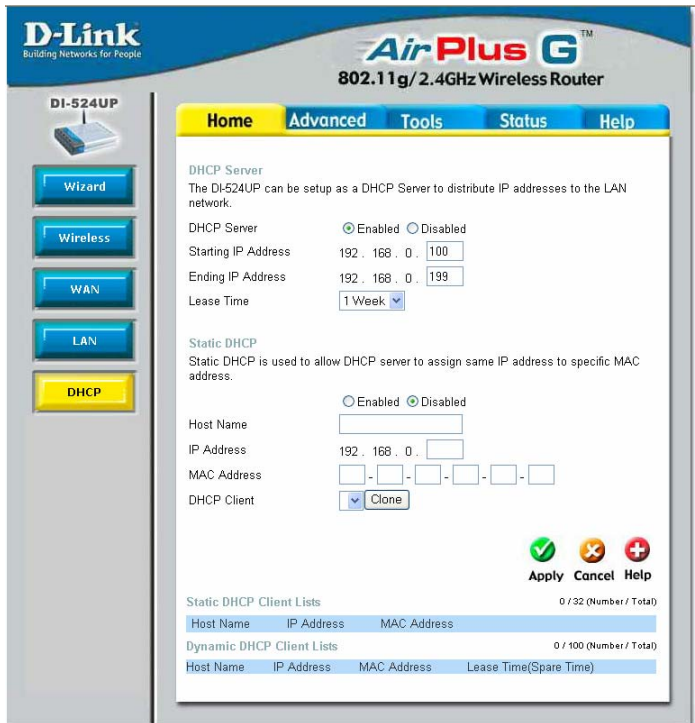 D-Link
Building Networks for People
AirPlus G™
802.11g/2.4GHz Wireless Router
DI-524UP
Home Advanced Tools Status Help
Wizard
Wireless
WAN
LAN
DHCP
DHCP Server
The DI-524UP can be setup as a DHCP Server to distribute IP addresses to the LAN
network.
DHCP Server Enabled Disabled
Starting IP Address 192 . 168 . 0 . 100
Ending IP Address 192 . 168 . 0 . 199
Lease Time 1 Week
Static DHCP
Static DHCP is used to allow DHCP server to assign same IP address to specific MAC
address.
Enabled Disabled
Host Name
IP Address 192 . 168 . 0 .
MAC Address - - - - -
DHCP Client Clone
Apply Cancel Help
Static DHCP Client Lists 0 / 32 (Number / Total)
Host Name IP Address MAC Address
Dynamic DHCP Client Lists 0 / 100 (Number / Total)
Host Name IP Address MAC Address Lease Time(Spare Time)